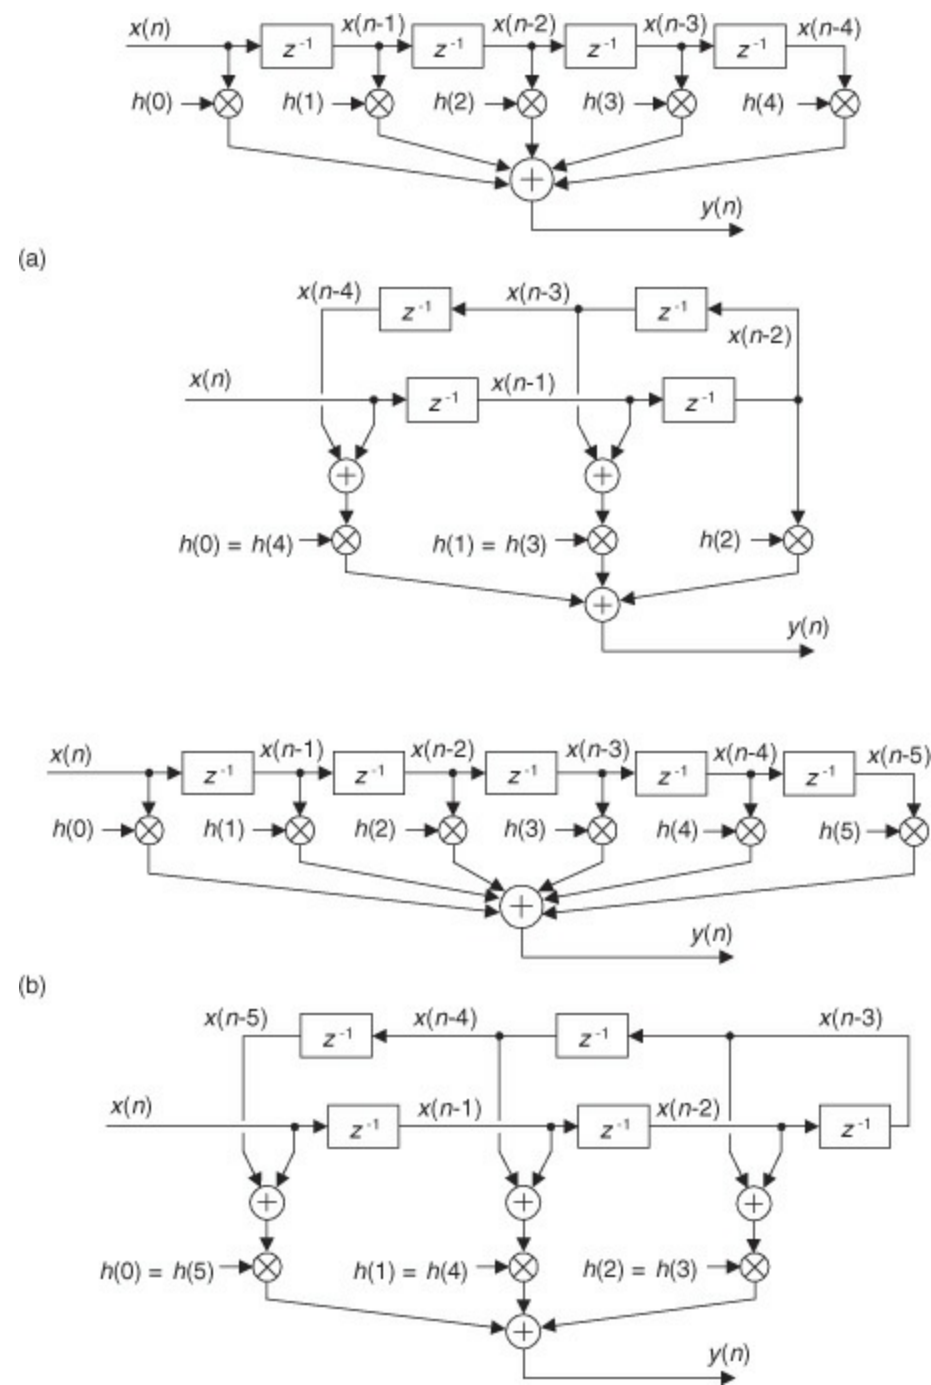 x(n) x(n-1) x(n-2) x(n-3) x(n-4)
z⁻¹ z⁻¹ z⁻¹ z⁻¹
h(0) h(1) h(2) h(3) h(4)
+
y(n)
(a)
x(n-4) x(n-3)
z⁻¹ z⁻¹
x(n-2)
x(n) x(n-1)
z⁻¹ z⁻¹
+ +
h(0) = h(4) h(1) = h(3) h(2)
+
y(n)
x(n) x(n-1) x(n-2) x(n-3) x(n-4) x(n-5)
z⁻¹ z⁻¹ z⁻¹ z⁻¹ z⁻¹
h(0) h(1) h(2) h(3) h(4) h(5)
+
y(n)
(b)
x(n-5) x(n-4) x(n-3)
z⁻¹ z⁻¹
x(n) x(n-1) x(n-2)
z⁻¹ z⁻¹ z⁻¹
+ + +
h(0) = h(5) h(1) = h(4) h(2) = h(3)
+
y(n)